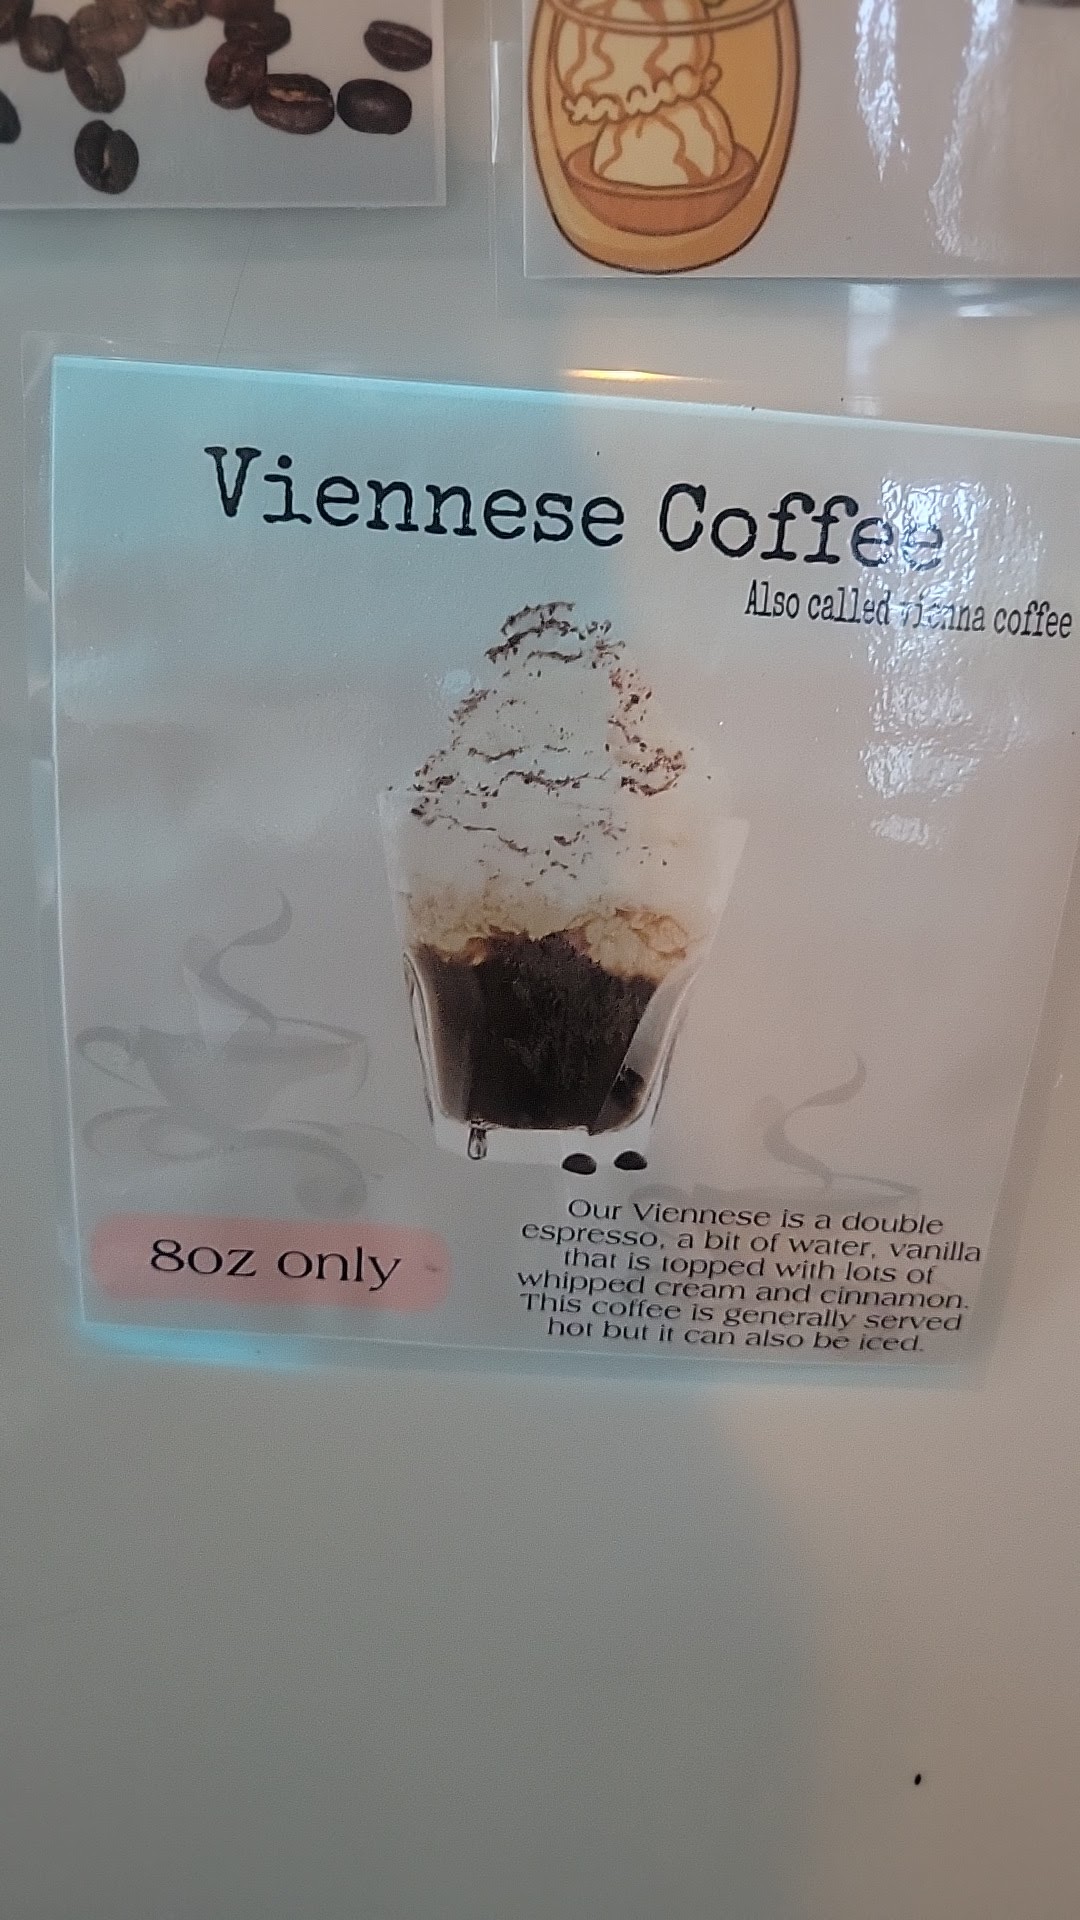 Viennese Coffee
Also called vienna coffee
8oz only
Our Viennese is a double
espresso, a bit of water, vanilla
that is topped with lots of
whipped cream and cinnamon.
This coffee is generally served
hot but it can also be iced.